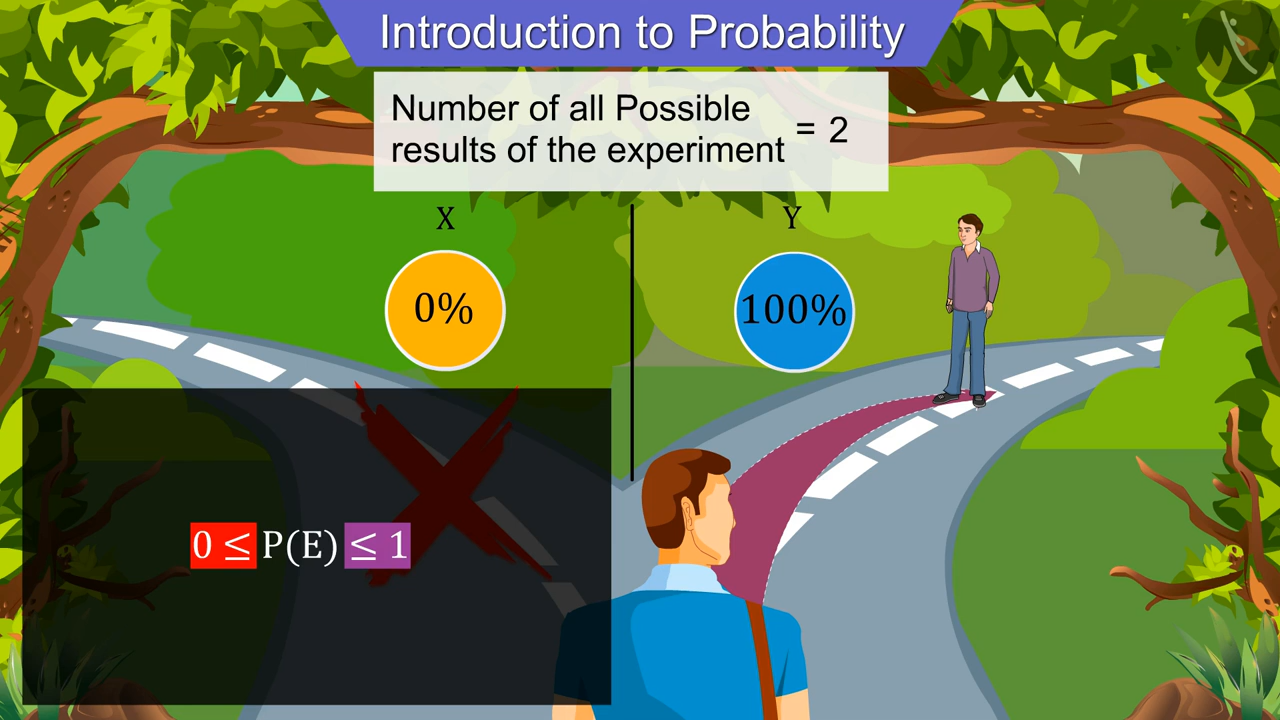 Introduction to Probability
Number of all Possible
results of the experiment = 2
X
Y
0%
100%
0 ≤ P(E) ≤ 1